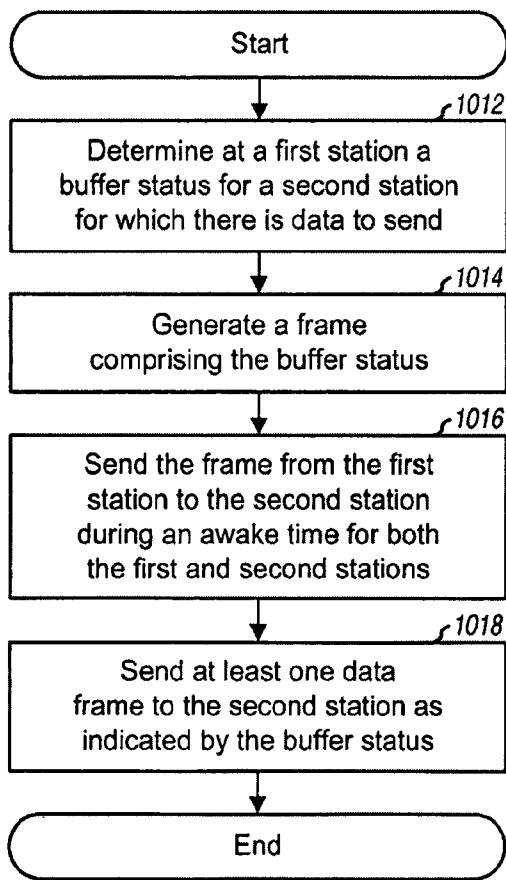 Start
1012
Determine at a first station a
buffer status for a second station
for which there is data to send
1014
Generate a frame
comprising the buffer status
1016
Send the frame from the first
station to the second station
during an awake time for both
the first and second stations
1018
Send at least one data
frame to the second station as
indicated by the buffer status
End